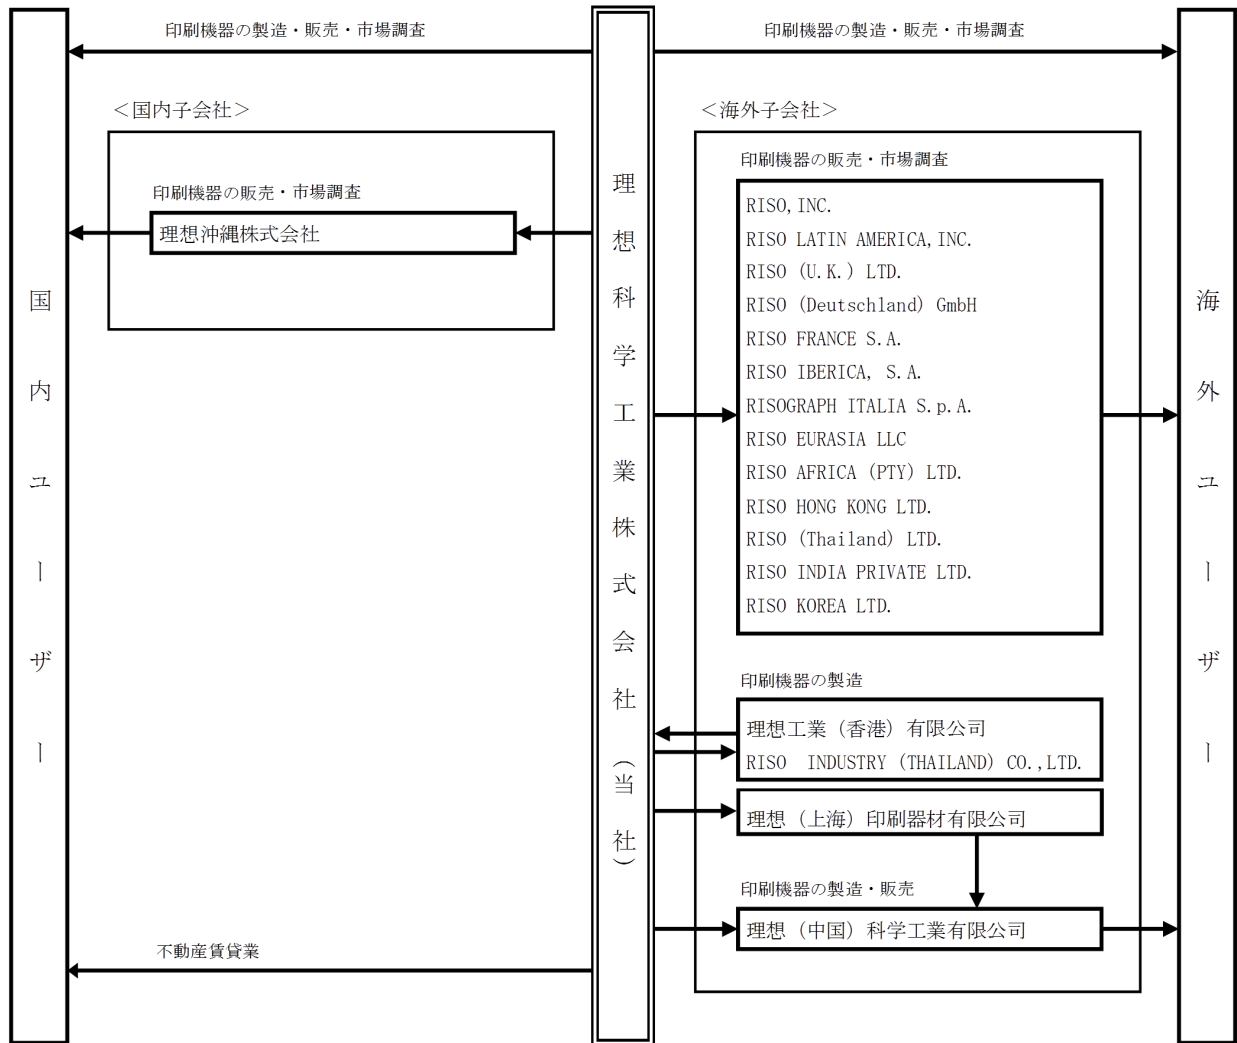 印刷機器の製造・販売・市場調査
印刷機器の製造・販売・市場調査
＜国内子会社＞
＜海外子会社＞
印刷機器の販売・市場調査
理想沖縄株式会社
印刷機器の販売・市場調査
RISO,INC.
RISO LATIN AMERICA,INC.
RISO (U.K.) LTD.
RISO (Deutschland) GmbH
RISO FRANCE S.A.
RISO IBERICA, S.A.
RISOGRAPH ITALIA S.p.A.
RISO EURASIA LLC
RISO AFRICA (PTY) LTD.
RISO HONG KONG LTD.
RISO (Thailand) LTD.
RISO INDIA PRIVATE LTD.
RISO KOREA LTD.
印刷機器の製造
理想工業（香港）有限公司
RISO INDUSTRY (THAILAND) CO.,LTD.
理想（上海）印刷器材有限公司
印刷機器の製造・販売
理想（中国）科学工業有限公司
不動産賃貸業
国内ユーザー
理想科学工業株式会社（当社）
海外ユーザー